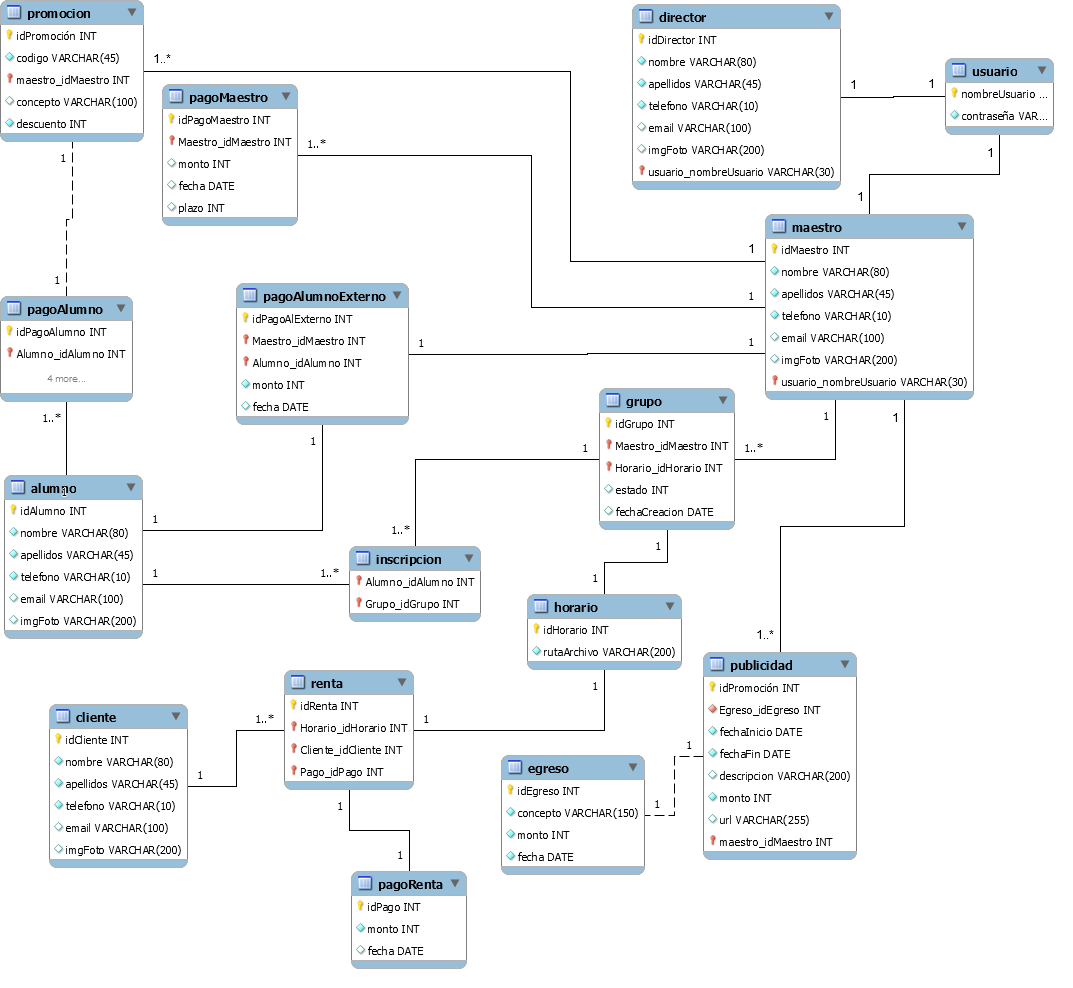 promocion
idPromoción INT
codigo VARCHAR(45)
maestro_idMaestro INT
concepto VARCHAR(100)
descuento INT
1..*
1
1
pagoMaestro
idPagoMaestro INT
Maestro_idMaestro INT
monto INT
fecha DATE
plazo INT
1..*
director
idDirector INT
nombre VARCHAR(80)
apellidos VARCHAR(45)
telefono VARCHAR(10)
email VARCHAR(100)
imgFoto VARCHAR(200)
usuario_nombreUsuario VARCHAR(30)
1
1
usuario
nombreUsuario ...
contraseña VAR...
1
1
maestro
idMaestro INT
nombre VARCHAR(80)
apellidos VARCHAR(45)
telefono VARCHAR(10)
email VARCHAR(100)
imgFoto VARCHAR(200)
usuario_nombreUsuario VARCHAR(30)
1
1
1
1
1
pagoAlumno
idPagoAlumno INT
Alumno_idAlumno INT
4 more...
1..*
pagoAlumnoExterno
idPagoAlExterno INT
Maestro_idMaestro INT
Alumno_idAlumno INT
monto INT
fecha DATE
1
1
grupo
idGrupo INT
Maestro_idMaestro INT
Horario_idHorario INT
estado INT
fechaCreacion DATE
1
1..*
1
alumno
1
idAlumno INT
nombre VARCHAR(80)
apellidos VARCHAR(45)
telefono VARCHAR(10)
email VARCHAR(100)
imgFoto VARCHAR(200)
1
1
1..*
1..*
inscripcion
Alumno_idAlumno INT
Grupo_idGrupo INT
1
horario
idHorario INT
rutaArchivo VARCHAR(200)
1
1..*
publicidad
idPromoción INT
Egreso_idEgreso INT
fechaInicio DATE
fechaFin DATE
descripcion VARCHAR(200)
monto INT
url VARCHAR(255)
maestro_idMaestro INT
1
1
renta
idRenta INT
Horario_idHorario INT
Cliente_idCliente INT
Pago_idPago INT
1..*
1
1
cliente
idCliente INT
nombre VARCHAR(80)
apellidos VARCHAR(45)
telefono VARCHAR(10)
email VARCHAR(100)
imgFoto VARCHAR(200)
1
egreso
idEgreso INT
concepto VARCHAR(150)
monto INT
fecha DATE
1
pagoRenta
idPago INT
monto INT
fecha DATE